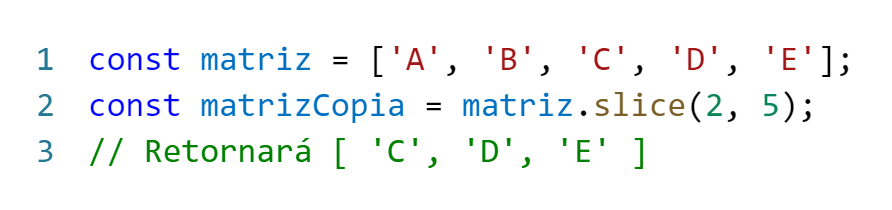 1 const matriz = ['A', 'B', 'C', 'D', 'E'];
2 const matrizCopia = matriz.slice(2, 5);
3 // Retornará [ 'C', 'D', 'E' ]